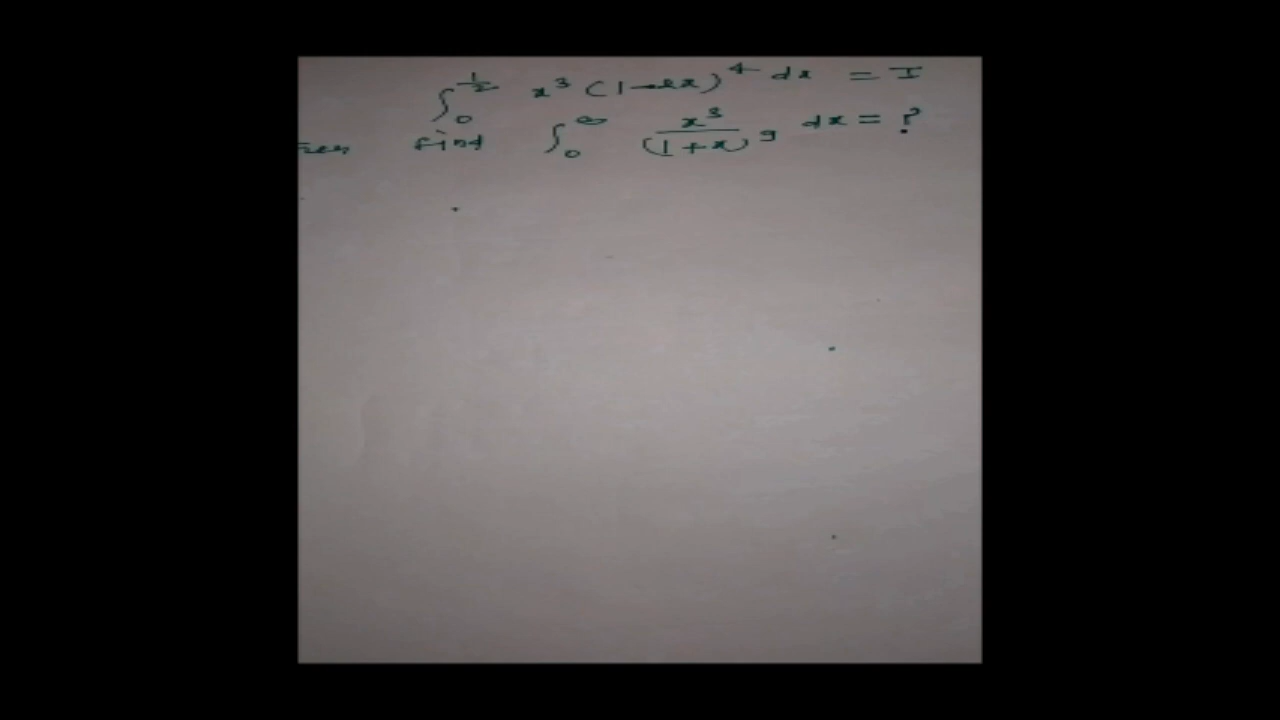 ∫₀^½ x³ (1-2x)⁴ dx = I
find ∫₀^∞ x³/(1+x)⁹ dx = ?